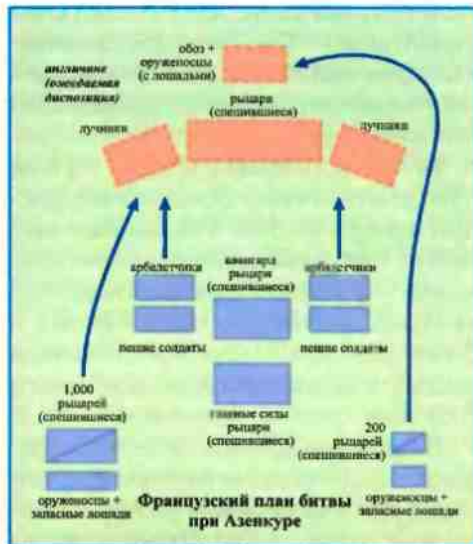 обоз +
оруженосцы
(с лошадьми)
англичане
(ожидаемая
диспозиция)
рыцари
(спешившиеся)
лучники
лучники
арбалетчики
авангард
рыцари
(спешившиеся)
арбалетчики
пешие солдаты
пешие солдаты
1,000
рыцарей
(спешившиеся)
главные силы
рыцари
(спешившиеся)
200
рыцарей
(спешившиеся)
оруженосцы +
запасные лошади
оруженосцы +
запасные лошади
Французский план битвы
при Азенкуре